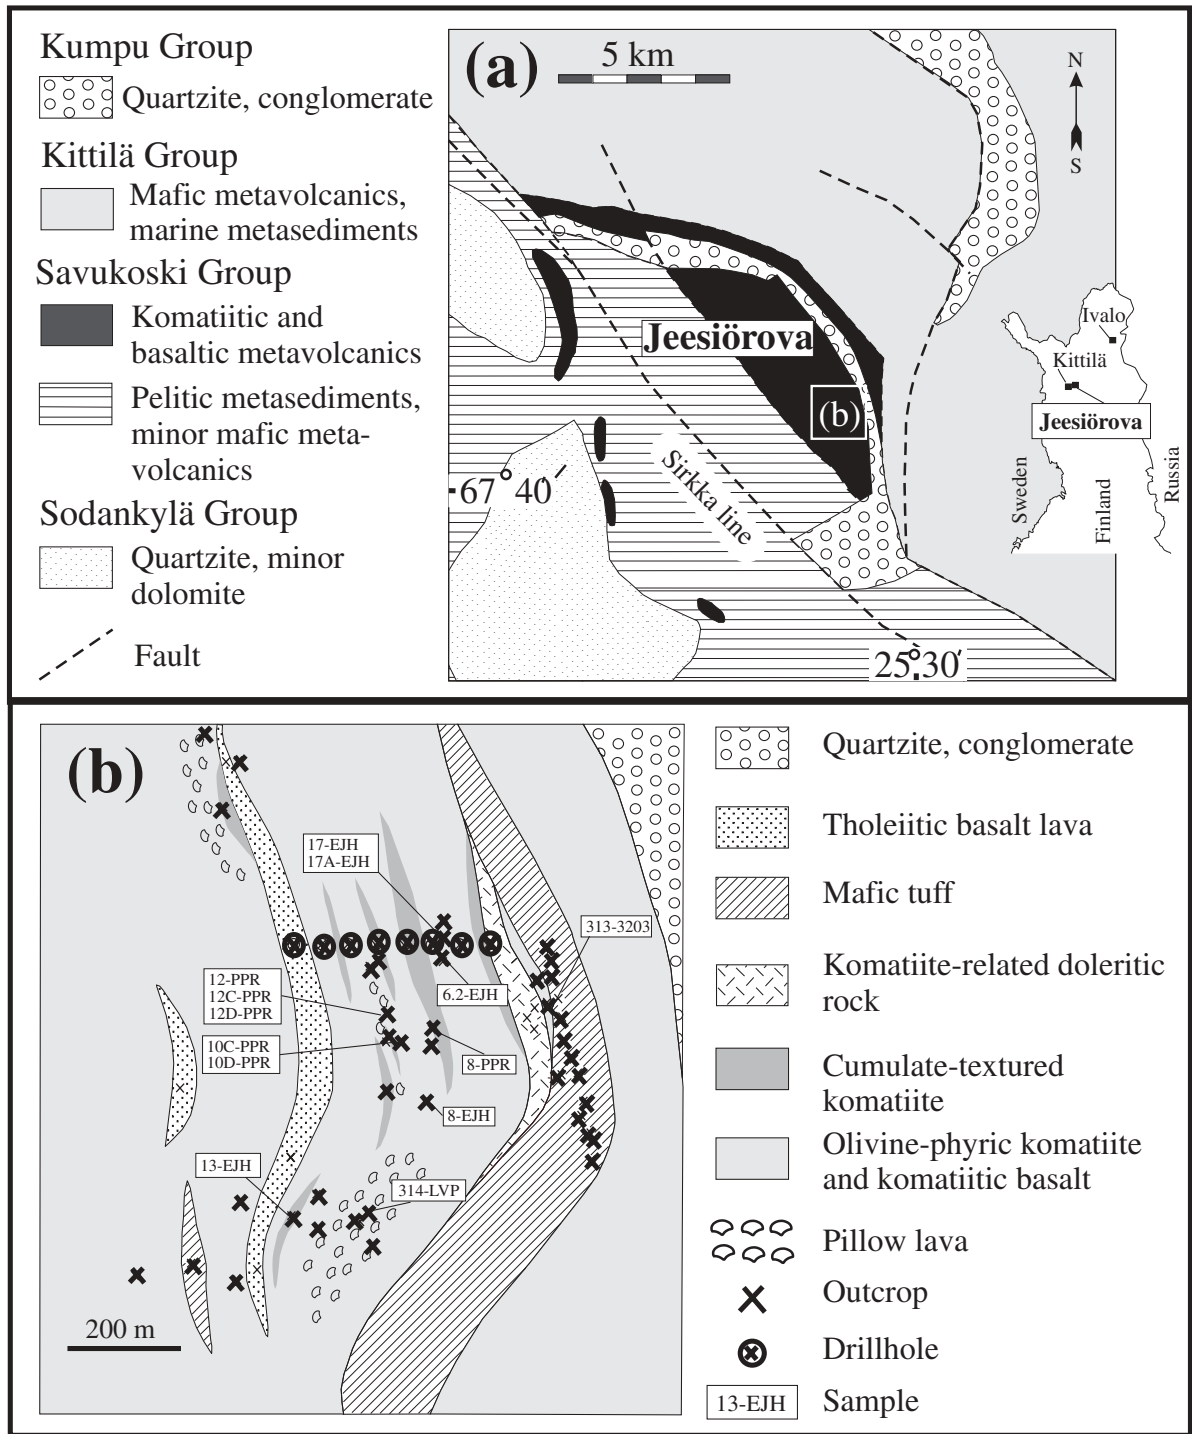 Kumpu Group
Quartzite, conglomerate
Kittilä Group
Mafic metavolcanics,
marine metasediments
Savukoski Group
Komatiitic and
basaltic metavolcanics
Pelitic metasediments,
minor mafic meta-
volcanics
Sodankylä Group
Quartzite, minor
dolomite
Fault
(a)
5 km
N
S
Jeesiörova
(b)
Sirkka line
67°40′
25°30′
Ivalo
Kittilä
Jeesiörova
Sweden
Finland
Russia
(b)
17-EJH
17A-EJH
313-3203
12-PPR
12C-PPR
12D-PPR
6.2-EJH
10C-PPR
10D-PPR
8-PPR
8-EJH
13-EJH
314-LVP
200 m
Quartzite, conglomerate
Tholeiitic basalt lava
Mafic tuff
Komatiite-related doleritic
rock
Cumulate-textured
komatiite
Olivine-phyric komatiite
and komatiitic basalt
Pillow lava
Outcrop
Drillhole
13-EJH
Sample